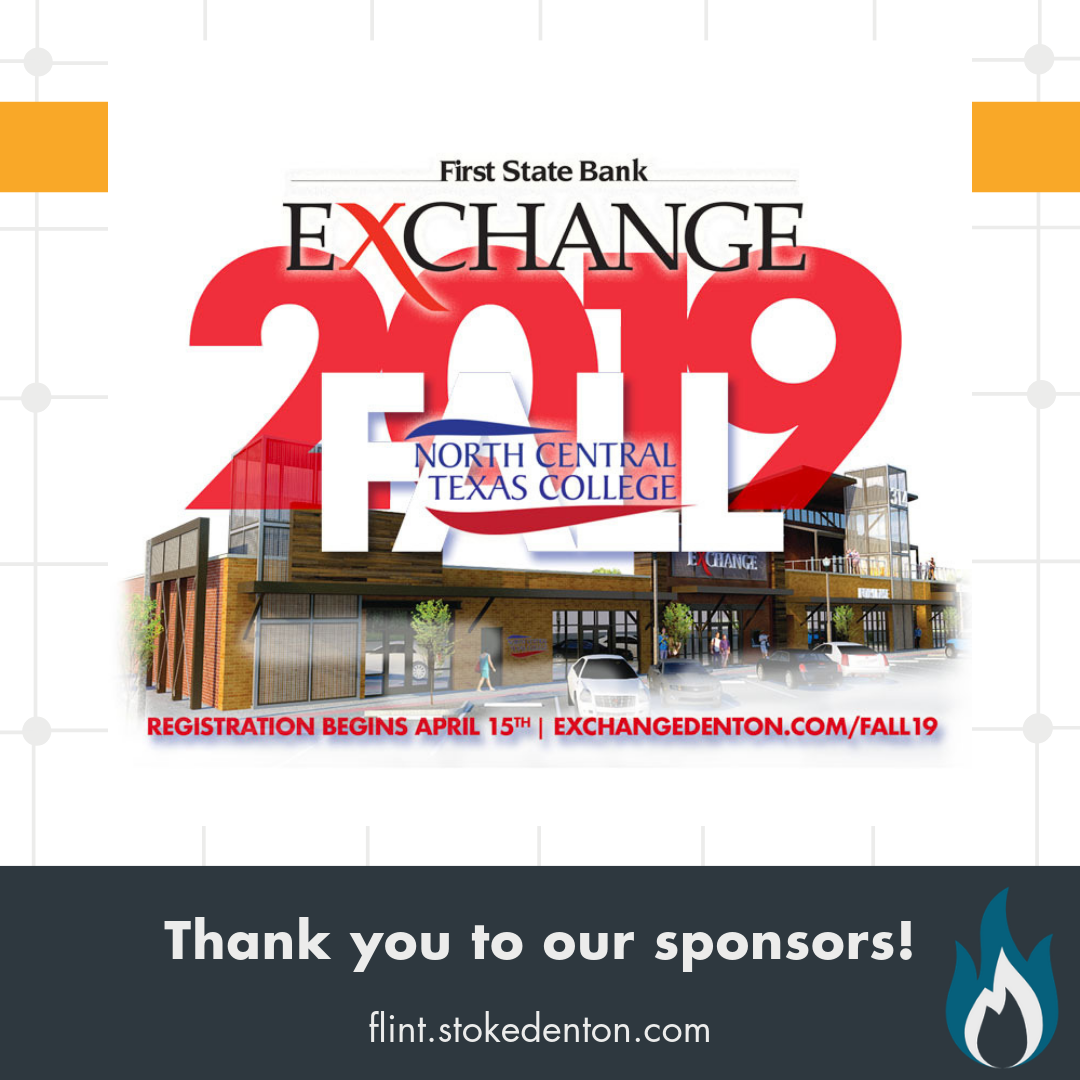 First State Bank
EXCHANGE
2019
FALL
NORTH CENTRAL
TEXAS COLLEGE
312
EXCHANGE
REGISTRATION BEGINS APRIL 15TH | EXCHANGEDENTON.COM/FALL19
Thank you to our sponsors!
flint.stokedenton.com